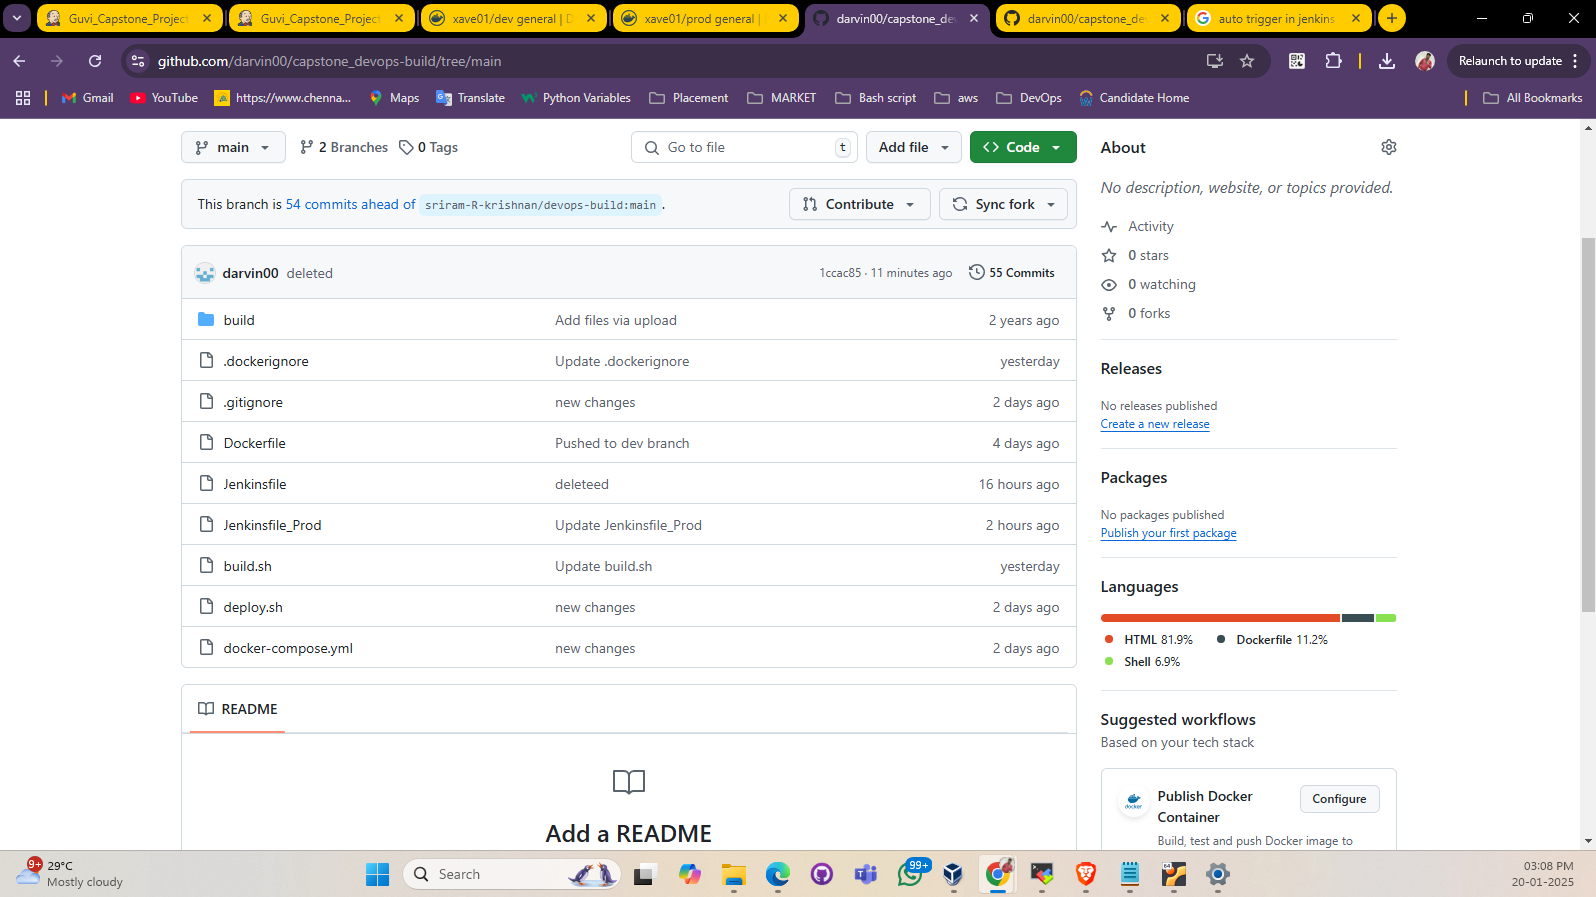 Guvi_Capstone_Project
Guvi_Capstone_Project
xave01/dev general | D
xave01/prod general |
darvin00/capstone_dev
darvin00/capstone_de
auto trigger in jenkins
github.com/darvin00/capstone_devops-build/tree/main
Relaunch to update
Gmail
YouTube
https://www.chenna...
Maps
Translate
Python Variables
Placement
MARKET
Bash script
aws
DevOps
Candidate Home
All Bookmarks
main
2 Branches
0 Tags
Go to file
t
Add file
Code
About
No description, website, or topics provided.
This branch is 54 commits ahead of sriram-R-krishnan/devops-build:main .
Contribute
Sync fork
Activity
0 stars
0 watching
0 forks
darvin00 deleted
1ccac85 · 11 minutes ago
55 Commits
build Add files via upload 2 years ago
.dockerignore Update .dockerignore yesterday
.gitignore new changes 2 days ago
Dockerfile Pushed to dev branch 4 days ago
Jenkinsfile deleteed 16 hours ago
Jenkinsfile_Prod Update Jenkinsfile_Prod 2 hours ago
build.sh Update build.sh yesterday
deploy.sh new changes 2 days ago
docker-compose.yml new changes 2 days ago
Releases
No releases published
Create a new release
Packages
No packages published
Publish your first package
Languages
HTML 81.9%
Dockerfile 11.2%
Shell 6.9%
README
Add a README
Suggested workflows
Based on your tech stack
docker
Publish Docker
Container
Configure
Build, test and push Docker image to
9+
29°C
Mostly cloudy
Search
99+
64
03:08 PM
20-01-2025